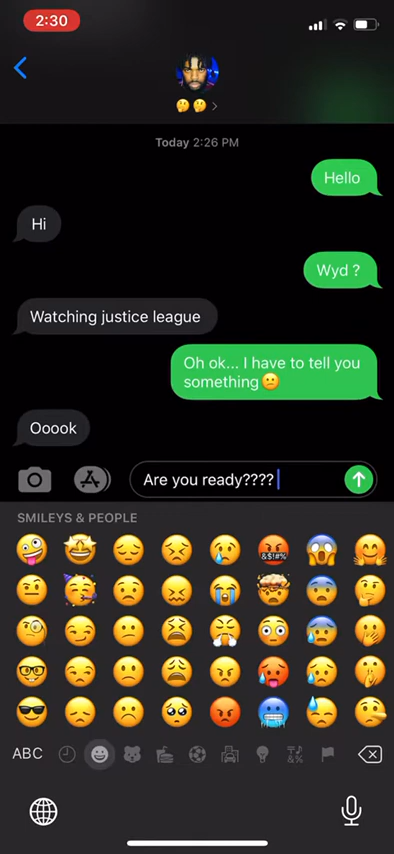 2:30
🤔🤔
Today 2:26 PM
Hello
Hi
Wyd ?
Watching justice league
Oh ok... I have to tell you
something😕
Ooook
Are you ready????
SMILEYS & PEOPLE
&$!#%
ABC